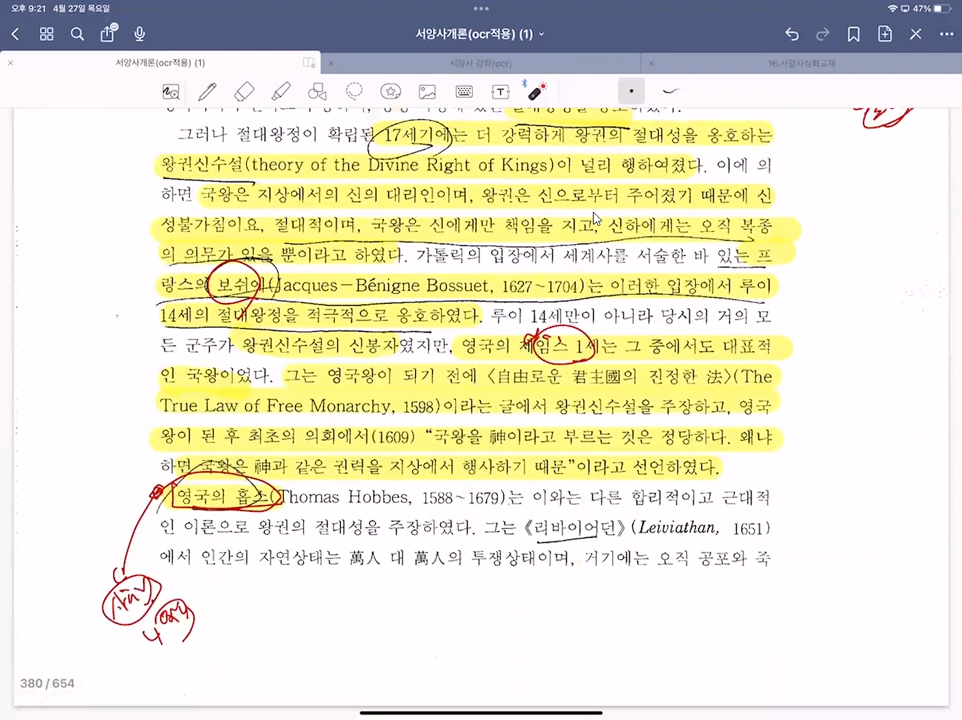 오후 9:21 4월 27일 목요일
47%
서양사개론(ocr적용) (1)
서양사개론(ocr적용) (1)
서양사 강좌(ocr)
16.서양사심화교재
그러나 절대왕정이 확립된 17세기에는 더 강력하게 왕권의 절대성을 옹호하는
왕권신수설(theory of the Divine Right of Kings)이 널리 행하여졌다. 이에 의
하면 국왕은 지상에서의 신의 대리인이며, 왕권은 신으로부터 주어졌기 때문에 신
성불가침이요, 절대적이며, 국왕은 신에게만 책임을 지고, 신하에게는 오직 복종
의 의무가 있을 뿐이라고 하였다. 가톨릭의 입장에서 세계사를 서술한 바 있는 프
랑스의 보쉬에(Jacques-Bénigne Bossuet, 1627~1704)는 이러한 입장에서 루이
14세의 절대왕정을 적극적으로 옹호하였다. 루이 14세만이 아니라 당시의 거의 모
든 군주가 왕권신수설의 신봉자였지만, 영국의 제임스 1세는 그 중에서도 대표적
인 국왕이었다. 그는 영국왕이 되기 전에 〈自由로운 君主國의 진정한 法〉(The
True Law of Free Monarchy, 1598)이라는 글에서 왕권신수설을 주장하고, 영국
왕이 된 후 최초의 의회에서(1609) “국왕을 神이라고 부르는 것은 정당하다. 왜냐
하면 국왕은 神과 같은 권력을 지상에서 행사하기 때문”이라고 선언하였다.
영국의 홉스(Thomas Hobbes, 1588~1679)는 이와는 다른 합리적이고 근대적
인 이론으로 왕권의 절대성을 주장하였다. 그는 《리바이어던》(Leiviathan, 1651)
에서 인간의 자연상태는 萬人 대 萬人의 투쟁상태이며, 거기에는 오직 공포와 죽
380 / 654